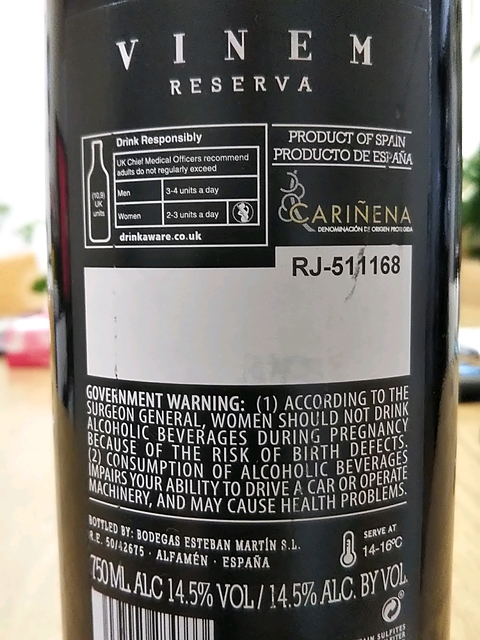 VINEM
RESERVA
Drink Responsibly
UK Chief Medical Officers recommend
adults do not regularly exceed
Men 3-4 units a day
Women 2-3 units a day
(10,9)
UK
units
drinkaware.co.uk
PRODUCT OF SPAIN
PRODUCTO DE ESPAÑA
CARIÑENA
DENOMINACIÓN DE ORIGEN PROTEGIDA
RJ-511168
GOVERNMENT WARNING: (1) ACCORDING TO THE
SURGEON GENERAL, WOMEN SHOULD NOT DRINK
ALCOHOLIC BEVERAGES DURING PREGNANCY
BECAUSE OF THE RISK OF BIRTH DEFECTS.
(2) CONSUMPTION OF ALCOHOLIC BEVERAGES
IMPAIRS YOUR ABILITY TO DRIVE A CAR OR OPERATE
MACHINERY, AND MAY CAUSE HEALTH PROBLEMS.
BOTTLED BY: BODEGAS ESTEBAN MARTÍN S.L.
R.E. 50/42675 · ALFAMÉN · ESPAÑA
SERVE AT
14-16ºC
750 ML ALC 14.5% VOL / 14.5% ALC. BY VOL.
SULFITES